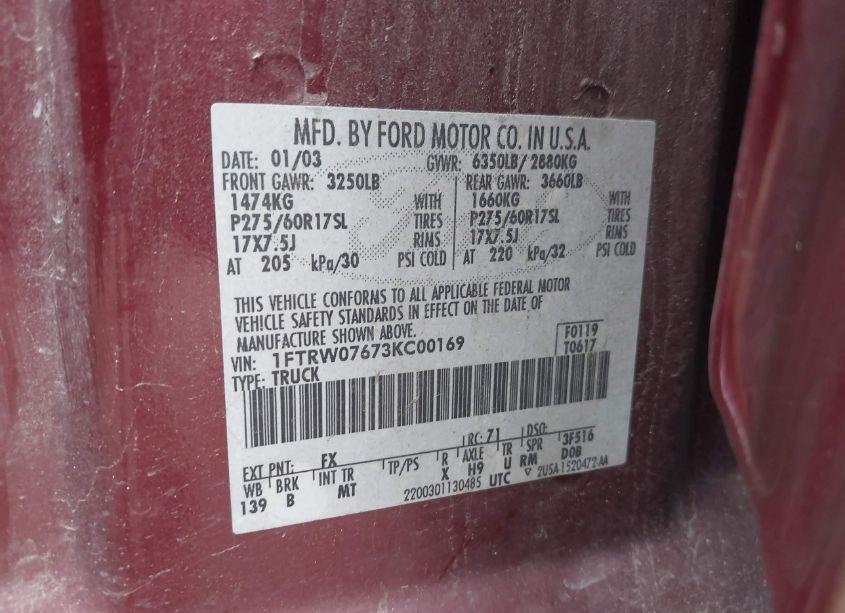 MFD. BY FORD MOTOR CO. IN U.S.A.
DATE: 01/03 GVWR: 6350LB/ 2880KG
FRONT GAWR: 3250LB REAR GAWR: 3660LB
1474KG WITH 1660KG WITH
P275/60R17SL TIRES P275/60R17SL TIRES
17X7.5J RIMS 17X7.5J RIMS
AT 205 kPa/30 PSI COLD AT 220 kPa/32 PSI COLD
THIS VEHICLE CONFORMS TO ALL APPLICABLE FEDERAL MOTOR
VEHICLE SAFETY STANDARDS IN EFFECT ON THE DATE OF
MANUFACTURE SHOWN ABOVE. F0119
VIN: 1FTRW07673KC00169 T0617
TYPE: TRUCK
EXT PNT: FX RC: 71 DSO: 3F516
WB BRK INT TR TP/PS R AXLE TR SPR DOB
139 B MT X H9 U RM
2200301130485 UTC ▽ 2U5A 1520472-AA